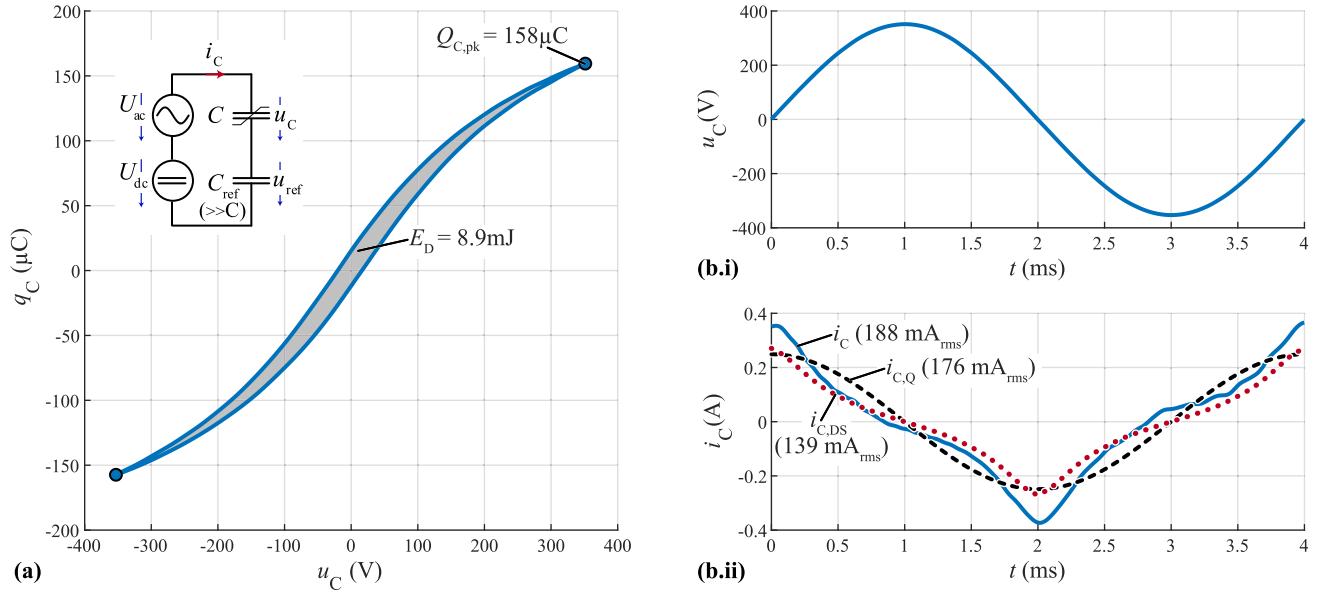 200
150
100
50
0
-50
-100
-150
-200
-400
-300
-200
-100
0
100
200
300
400
q_C (μC)
u_C (V)
(a)
Q_C,pk = 158μC
E_D = 8.9mJ
i_C
U_ac
C
u_C
U_dc
C_ref
(>>C)
u_ref
400
200
0
-200
-400
0
0.5
1
1.5
2
2.5
3
3.5
4
u_C(V)
t (ms)
(b.i)
0.4
0.2
0
-0.2
-0.4
0
0.5
1
1.5
2
2.5
3
3.5
4
i_C(A)
t (ms)
(b.ii)
i_C (188 mA_rms)
i_C,Q (176 mA_rms)
i_C,DS
(139 mA_rms)